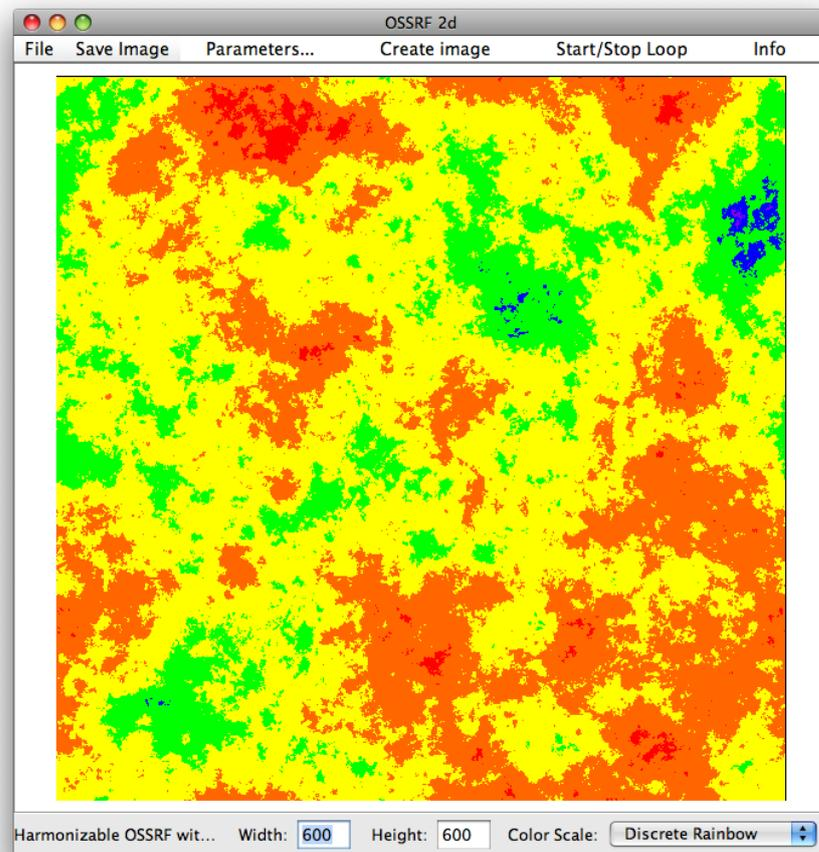 OSSRF 2d
File Save Image Parameters... Create image Start/Stop Loop Info
Harmonizable OSSRF wit... Width: 600 Height: 600 Color Scale: Discrete Rainbow